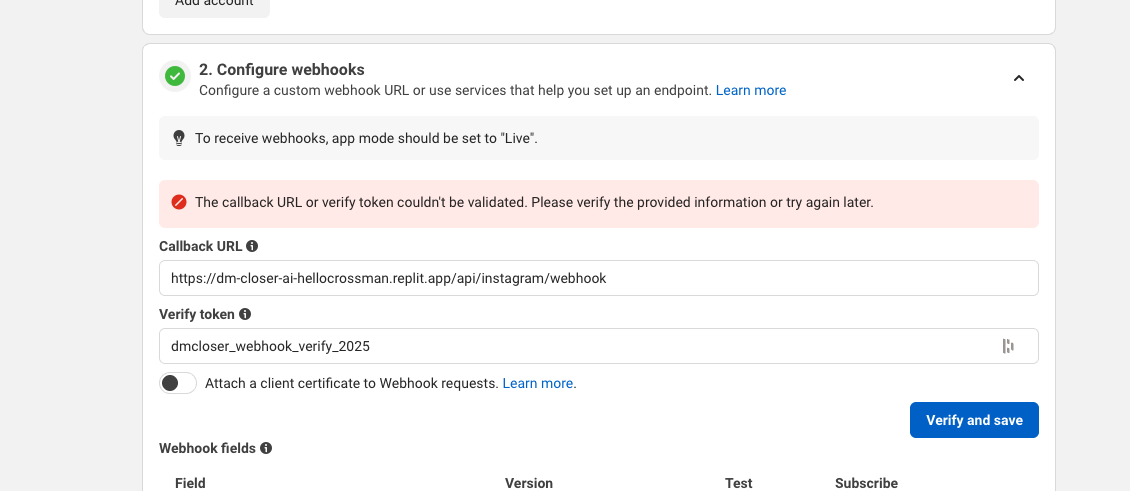 Add account
2. Configure webhooks
Configure a custom webhook URL or use services that help you set up an endpoint. Learn more
To receive webhooks, app mode should be set to "Live".
The callback URL or verify token couldn't be validated. Please verify the provided information or try again later.
Callback URL
https://dm-closer-ai-hellocrossman.replit.app/api/instagram/webhook
Verify token
dmcloser_webhook_verify_2025
Attach a client certificate to Webhook requests. Learn more.
Verify and save
Webhook fields
Field Version Test Subscribe